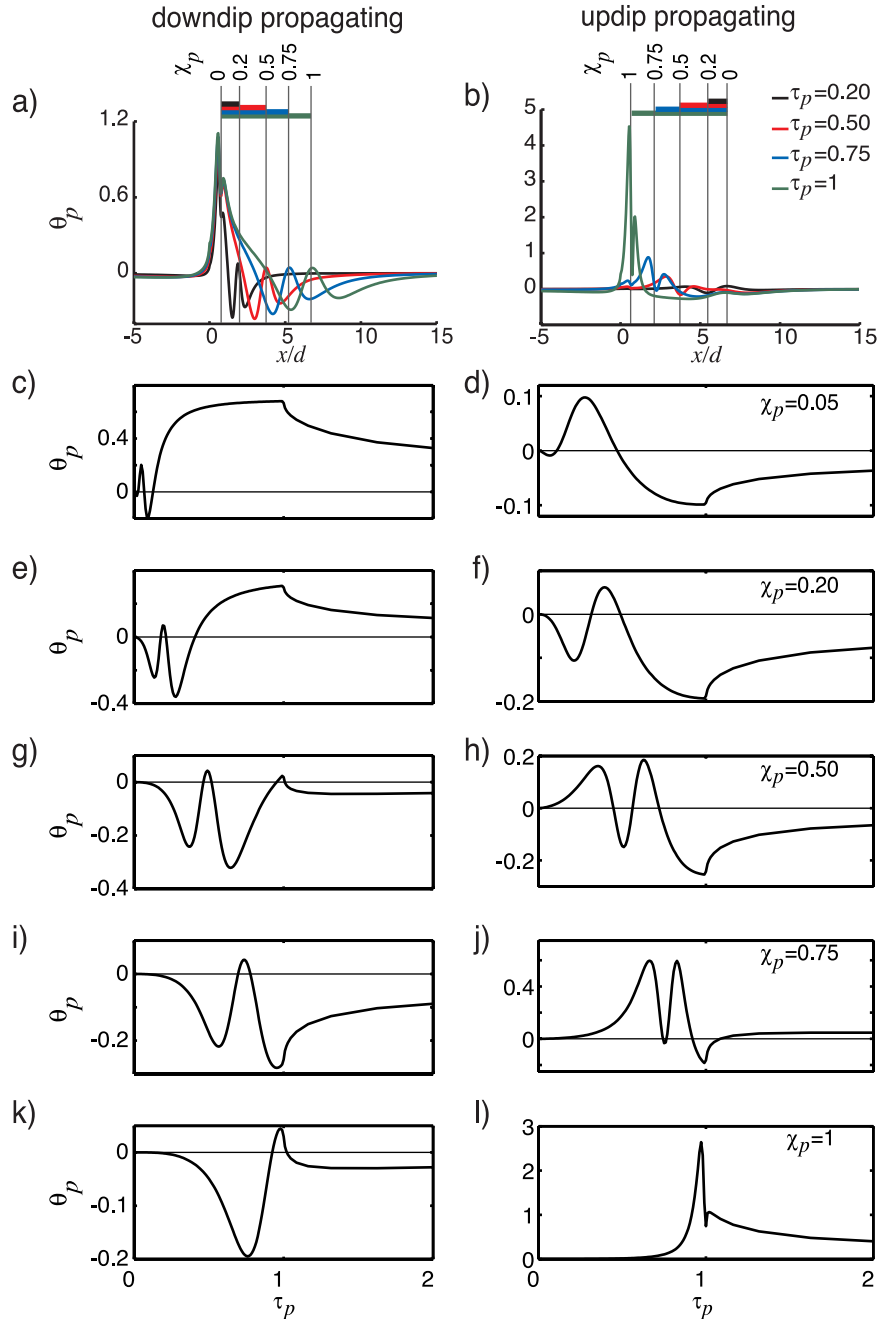 downdip propagating
updip propagating
χp 0 0.2 0.5 0.75 1
χp 1 0.75 0.5 0.2 0
a)
b)
τp=0.20
τp=0.50
τp=0.75
τp=1
1.2
0.6
0
θp
-5 0 5 10 15
x/d
5
4
3
2
1
0
-5 0 5 10 15
x/d
c)
θp
0.4
0
d)
χp=0.05
0.1
0
-0.1
e)
θp
0
-0.4
f)
χp=0.20
0
-0.2
g)
θp
0
-0.2
-0.4
h)
χp=0.50
0.2
0
-0.2
i)
θp
0
-0.2
j)
χp=0.75
0.4
0
k)
θp
0
-0.1
-0.2
0 1 2
τp
l)
χp=1
3
2
1
0
0 1 2
τp